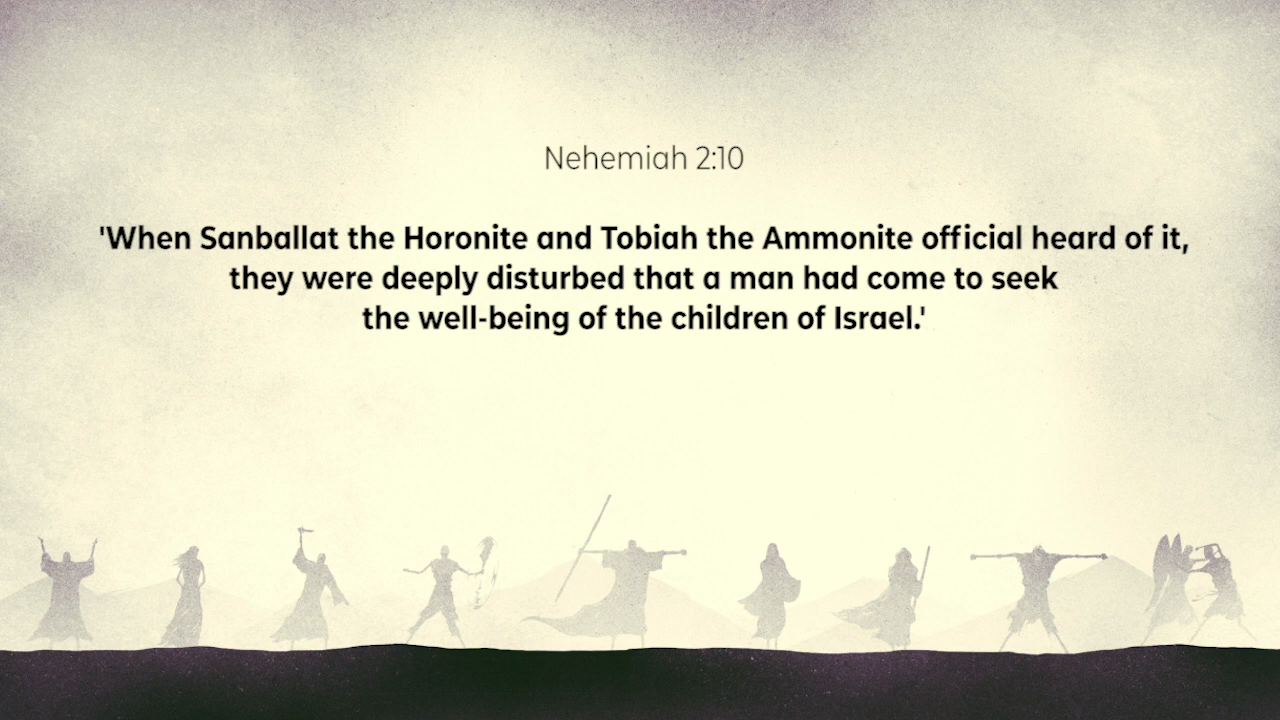 Nehemiah 2:10
'When Sanballat the Horonite and Tobiah the Ammonite official heard of it,
they were deeply disturbed that a man had come to seek
the well-being of the children of Israel.'